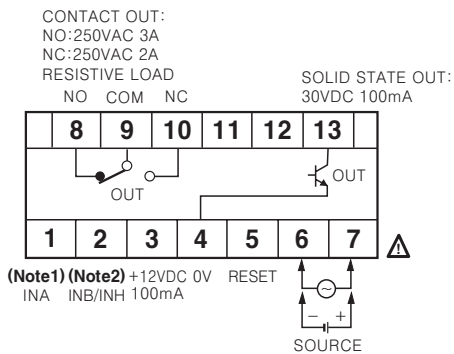 CONTACT OUT:
NO:250VAC 3A
NC:250VAC 2A
RESISTIVE LOAD
SOLID STATE OUT:
30VDC 100mA
NO COM NC
8 9 10 11 12 13
OUT
OUT
1 2 3 4 5 6 7
(Note1) (Note2) +12VDC 0V RESET
INA INB/INH 100mA
− +
SOURCE